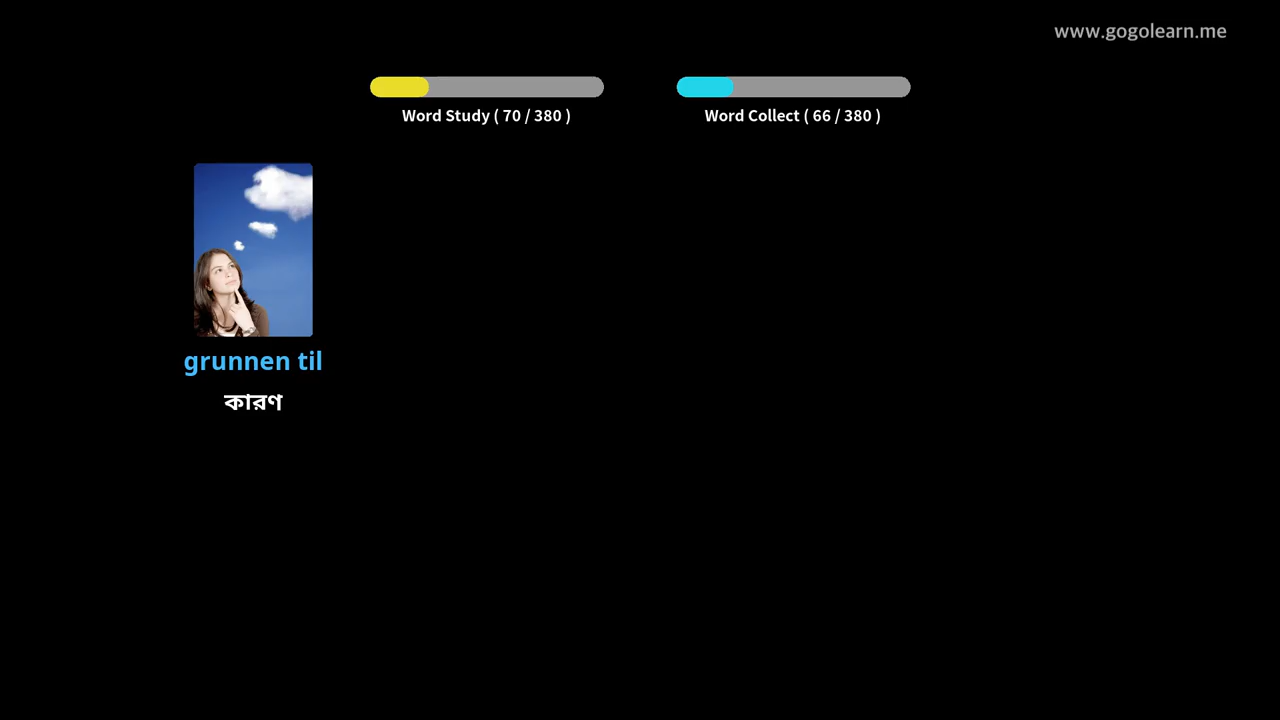 www.gogolearn.me
Word Study ( 70 / 380 )
Word Collect ( 66 / 380 )
grunnen til
কারণ